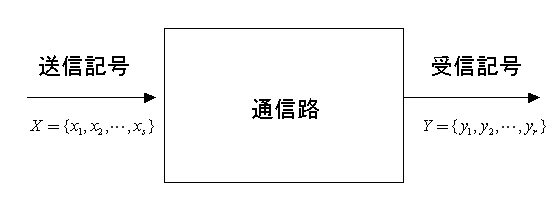 送信記号
受信記号
通信路
X = {x₁, x₂, ⋯, xₛ}
Y = {y₁, y₂, ⋯, yᵣ}